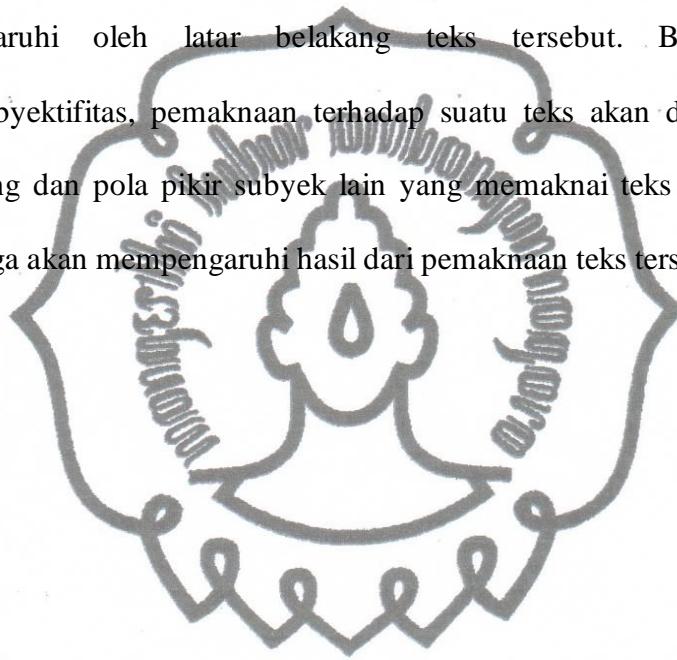 aruhi oleh latar belakang teks tersebut. B
byektifitas, pemaknaan terhadap suatu teks akan d
ng dan pola pikir subyek lain yang memaknai teks
ga akan mempengaruhi hasil dari pemaknaan teks ters